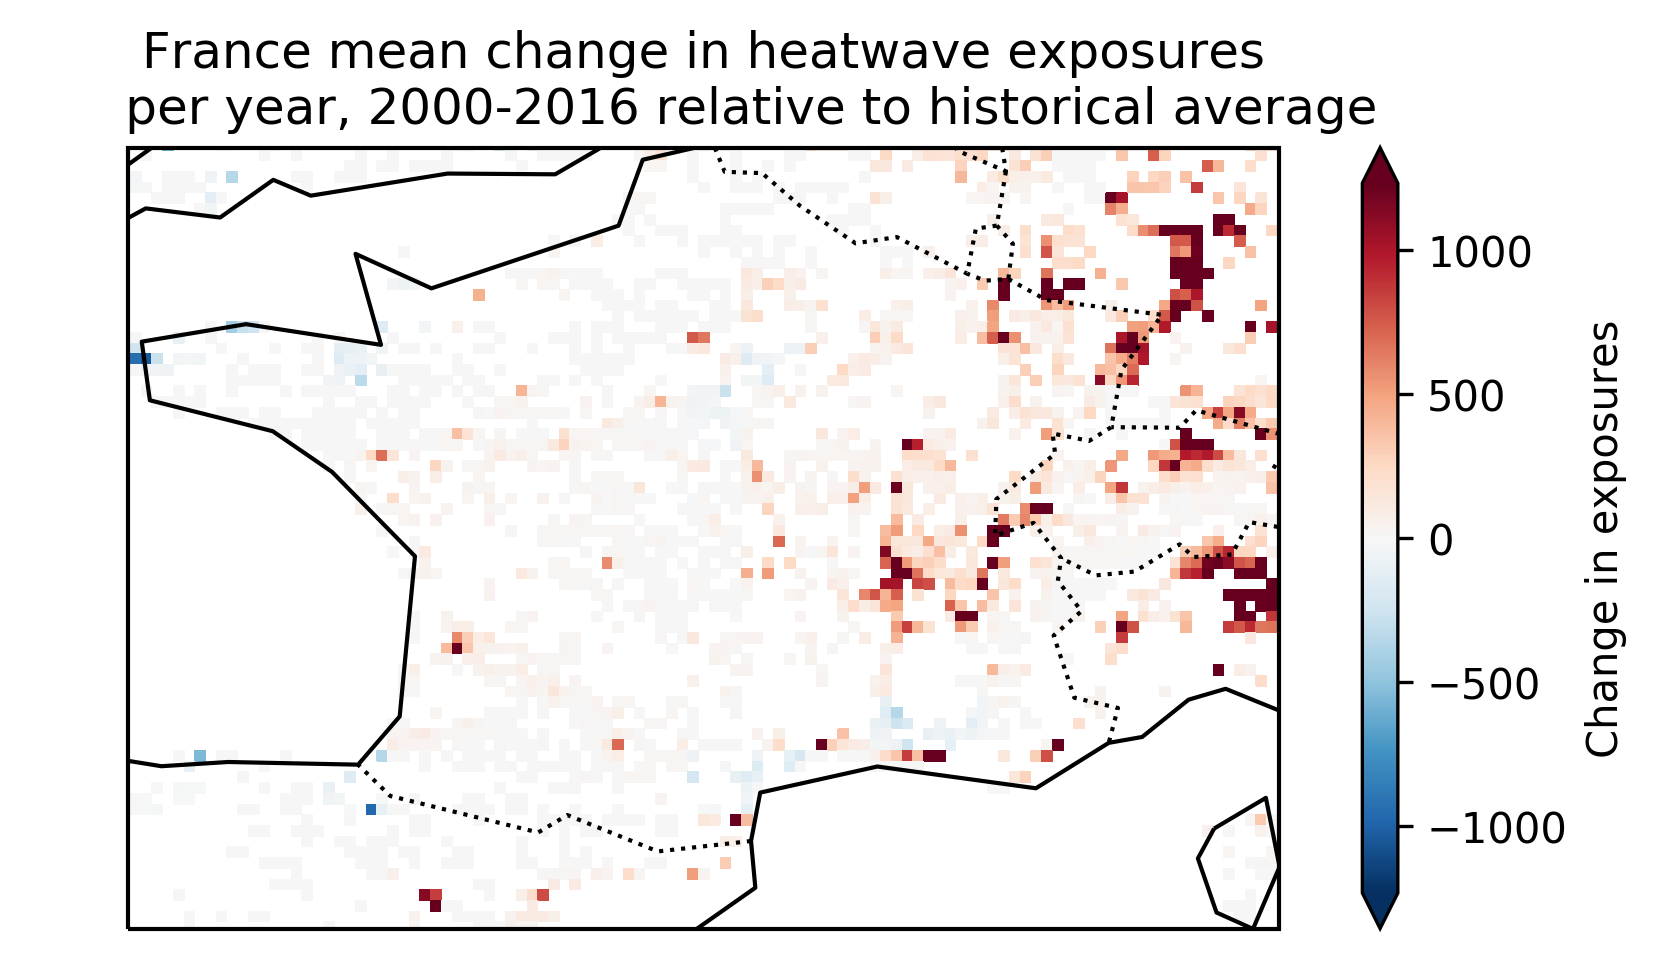 France mean change in heatwave exposures
per year, 2000-2016 relative to historical average
1000
500
0
−500
−1000
Change in exposures